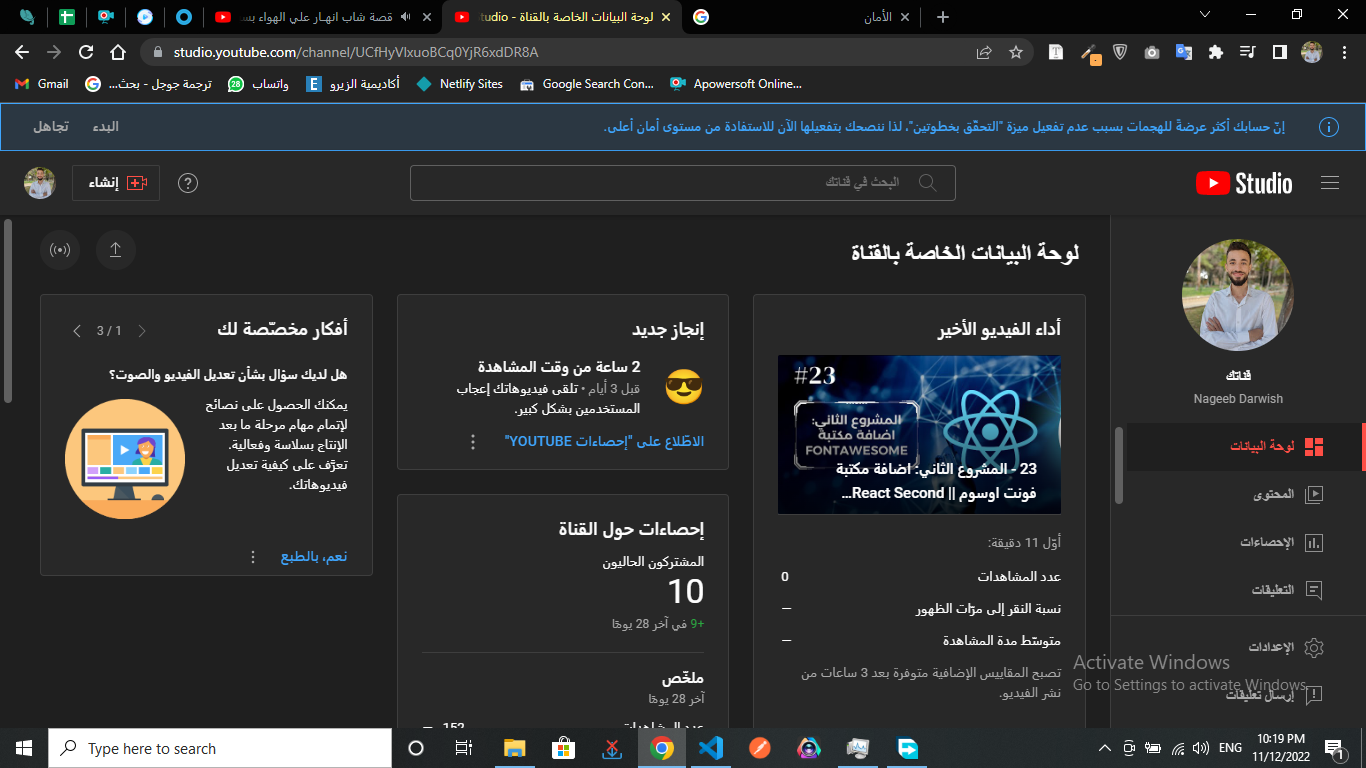 قصة شاب انهـار علي الهواء بسـ
لوحة البيانات الخاصة بالقناة - Studio
الأمان
studio.youtube.com/channel/UCfHyVlxuoBCq0YjR6xdDR8A
Gmail
ترجمة جوجل - بحث...
28
واتساب
E
أكاديمية الزيرو
Netlify Sites
Google Search Con...
Apowersoft Online...
إنّ حسابك أكثر عرضةً للهجمات بسبب عدم تفعيل ميزة "التحقّق بخطوتين"، لذا ننصحك بتفعيلها الآن للاستفادة من مستوى أمان أعلى.
البدء
تجاهل
Studio
البحث في قناتك
إنشاء
لوحة البيانات الخاصة بالقناة
قناتك
Nageeb Darwish
لوحة البيانات
المحتوى
الإحصاءات
التعليقات
الإعدادات
إرسال تعليقات
أداء الفيديو الأخير
#23
المشروع الثاني:
اضافة مكتبة
FONTAWESOME
23 - المشروع الثاني: اضافة مكتبة
فونت اوسوم || React Second...
أوّل 11 دقيقة:
عدد المشاهدات
0
نسبة النقر إلى مرّات الظهور
—
متوسّط مدة المشاهدة
—
تصبح المقاييس الإضافية متوفرة بعد 3 ساعات من
نشر الفيديو.
إنجاز جديد
2 ساعة من وقت المشاهدة
قبل 3 أيام • تلقى فيديوهاتك إعجاب
المستخدمين بشكل كبير.
الاطّلاع على "إحصاءات YOUTUBE"
إحصاءات حول القناة
المشتركون الحاليون
10
+9 في آخر 28 يومًا
ملخّص
آخر 28 يومًا
عدد المشاهدات
152 —
أفكار مخصّصة لك
3 / 1
هل لديك سؤال بشأن تعديل الفيديو والصوت؟
يمكنك الحصول على نصائح
لإتمام مهام مرحلة ما بعد
الإنتاج بسلاسة وفعالية.
تعرَّف على كيفية تعديل
فيديوهاتك.
نعم، بالطبع
Activate Windows
Go to Settings to activate Windows.
Type here to search
ENG
10:19 PM
11/12/2022
1